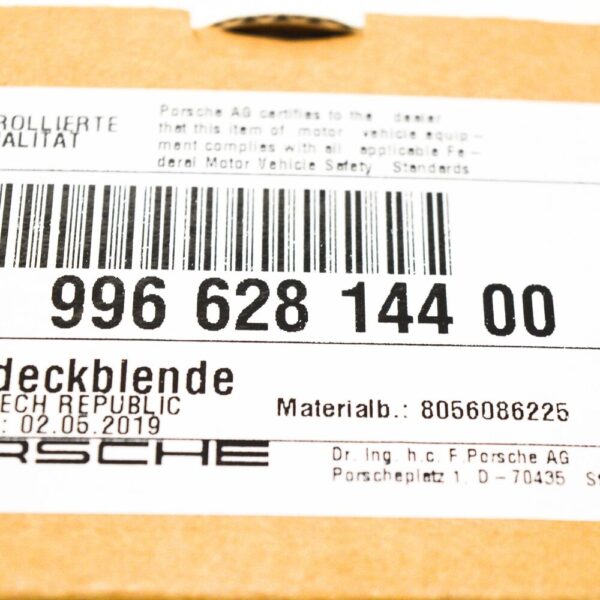 ROLLIERTE
ALITÄT
Porsche AG certifies to the dealer
that this item of motor vehicle equip-
ment complies with all applicable Fe-
deral Motor Vehicle Safety Standards
996 628 144 00
deckblende
ECH REPUBLIC
: 02.05.2019
Materialb.: 8056086225
RSCHE
Dr. Ing. h.c. F.Porsche AG
Porscheplatz 1, D-70435 S